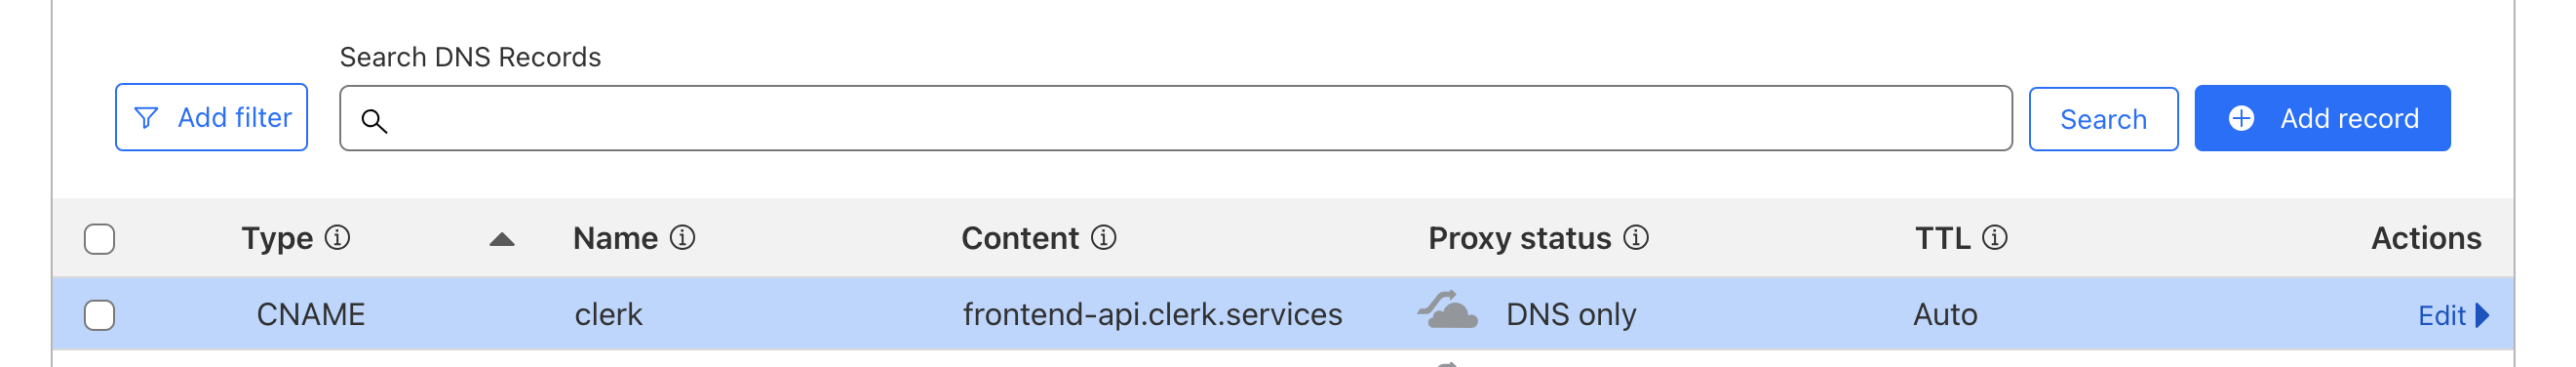 Search DNS Records
Add filter
Search
Add record
Type Name Content Proxy status TTL Actions
CNAME clerk frontend-api.clerk.services DNS only Auto Edit